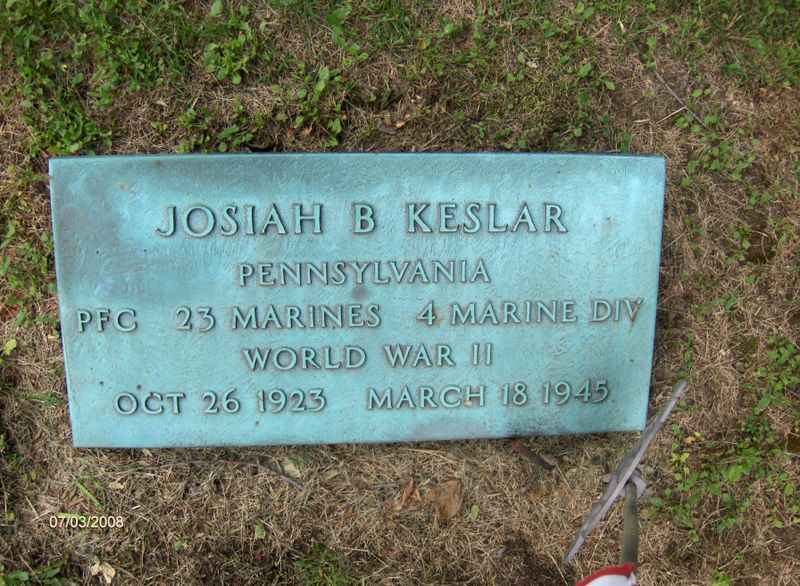 JOSIAH B KESLAR
PENNSYLVANIA
PFC 23 MARINES 4 MARINE DIV
WORLD WAR II
OCT 26 1923 MARCH 18 1945
07/03/2008